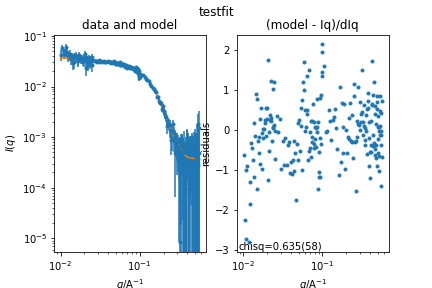 testfit
data and model
(model - Iq)/dIq
10⁻¹
10⁻²
10⁻³
10⁻⁴
10⁻⁵
I(q)
10⁻²
10⁻¹
q/A⁻¹
2
1
0
−1
−2
−3
residuals
chisq=0.635(58)
10⁻²
10⁻¹
q/A⁻¹